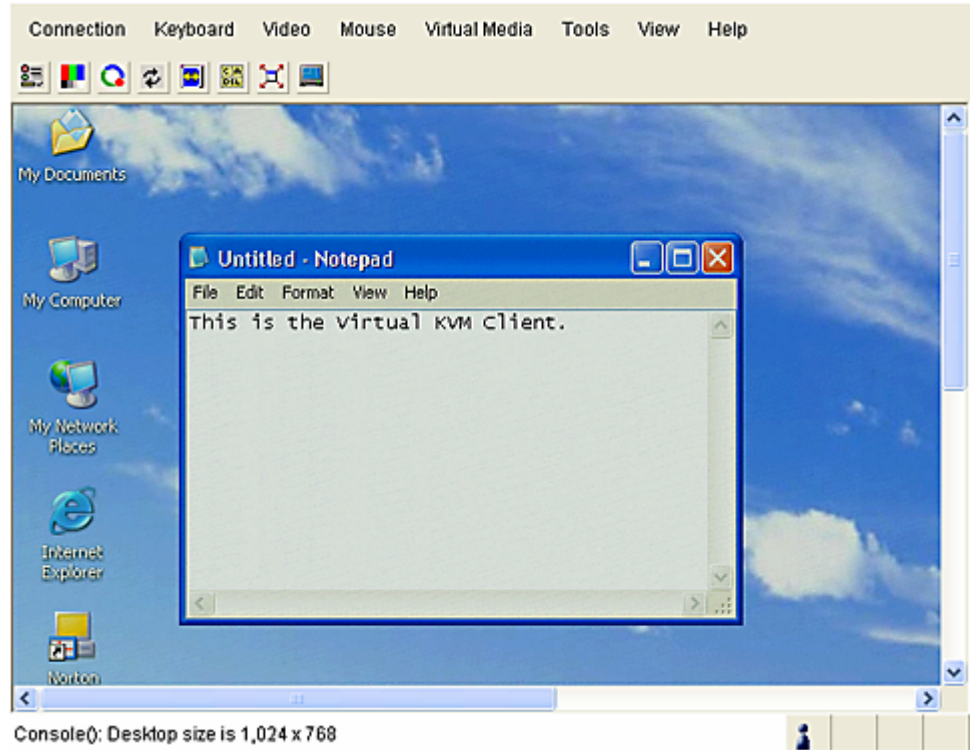 Connection Keyboard Video Mouse Virtual Media Tools View Help
My Documents
My Computer
My Network
Places
Internet
Explorer
Norton
Untitled - Notepad
File Edit Format View Help
This is the Virtual KVM Client.
Console(): Desktop size is 1,024 x 768